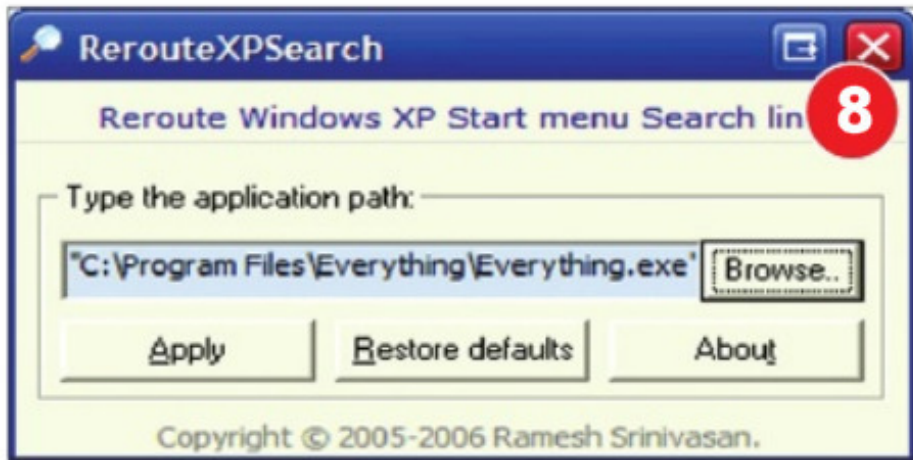 RerouteXPSearch
8
Reroute Windows XP Start menu Search lin
Type the application path:
"C:\Program Files\Everything\Everything.exe"
Browse..
Apply Restore defaults About
Copyright © 2005-2006 Ramesh Srinivasan.